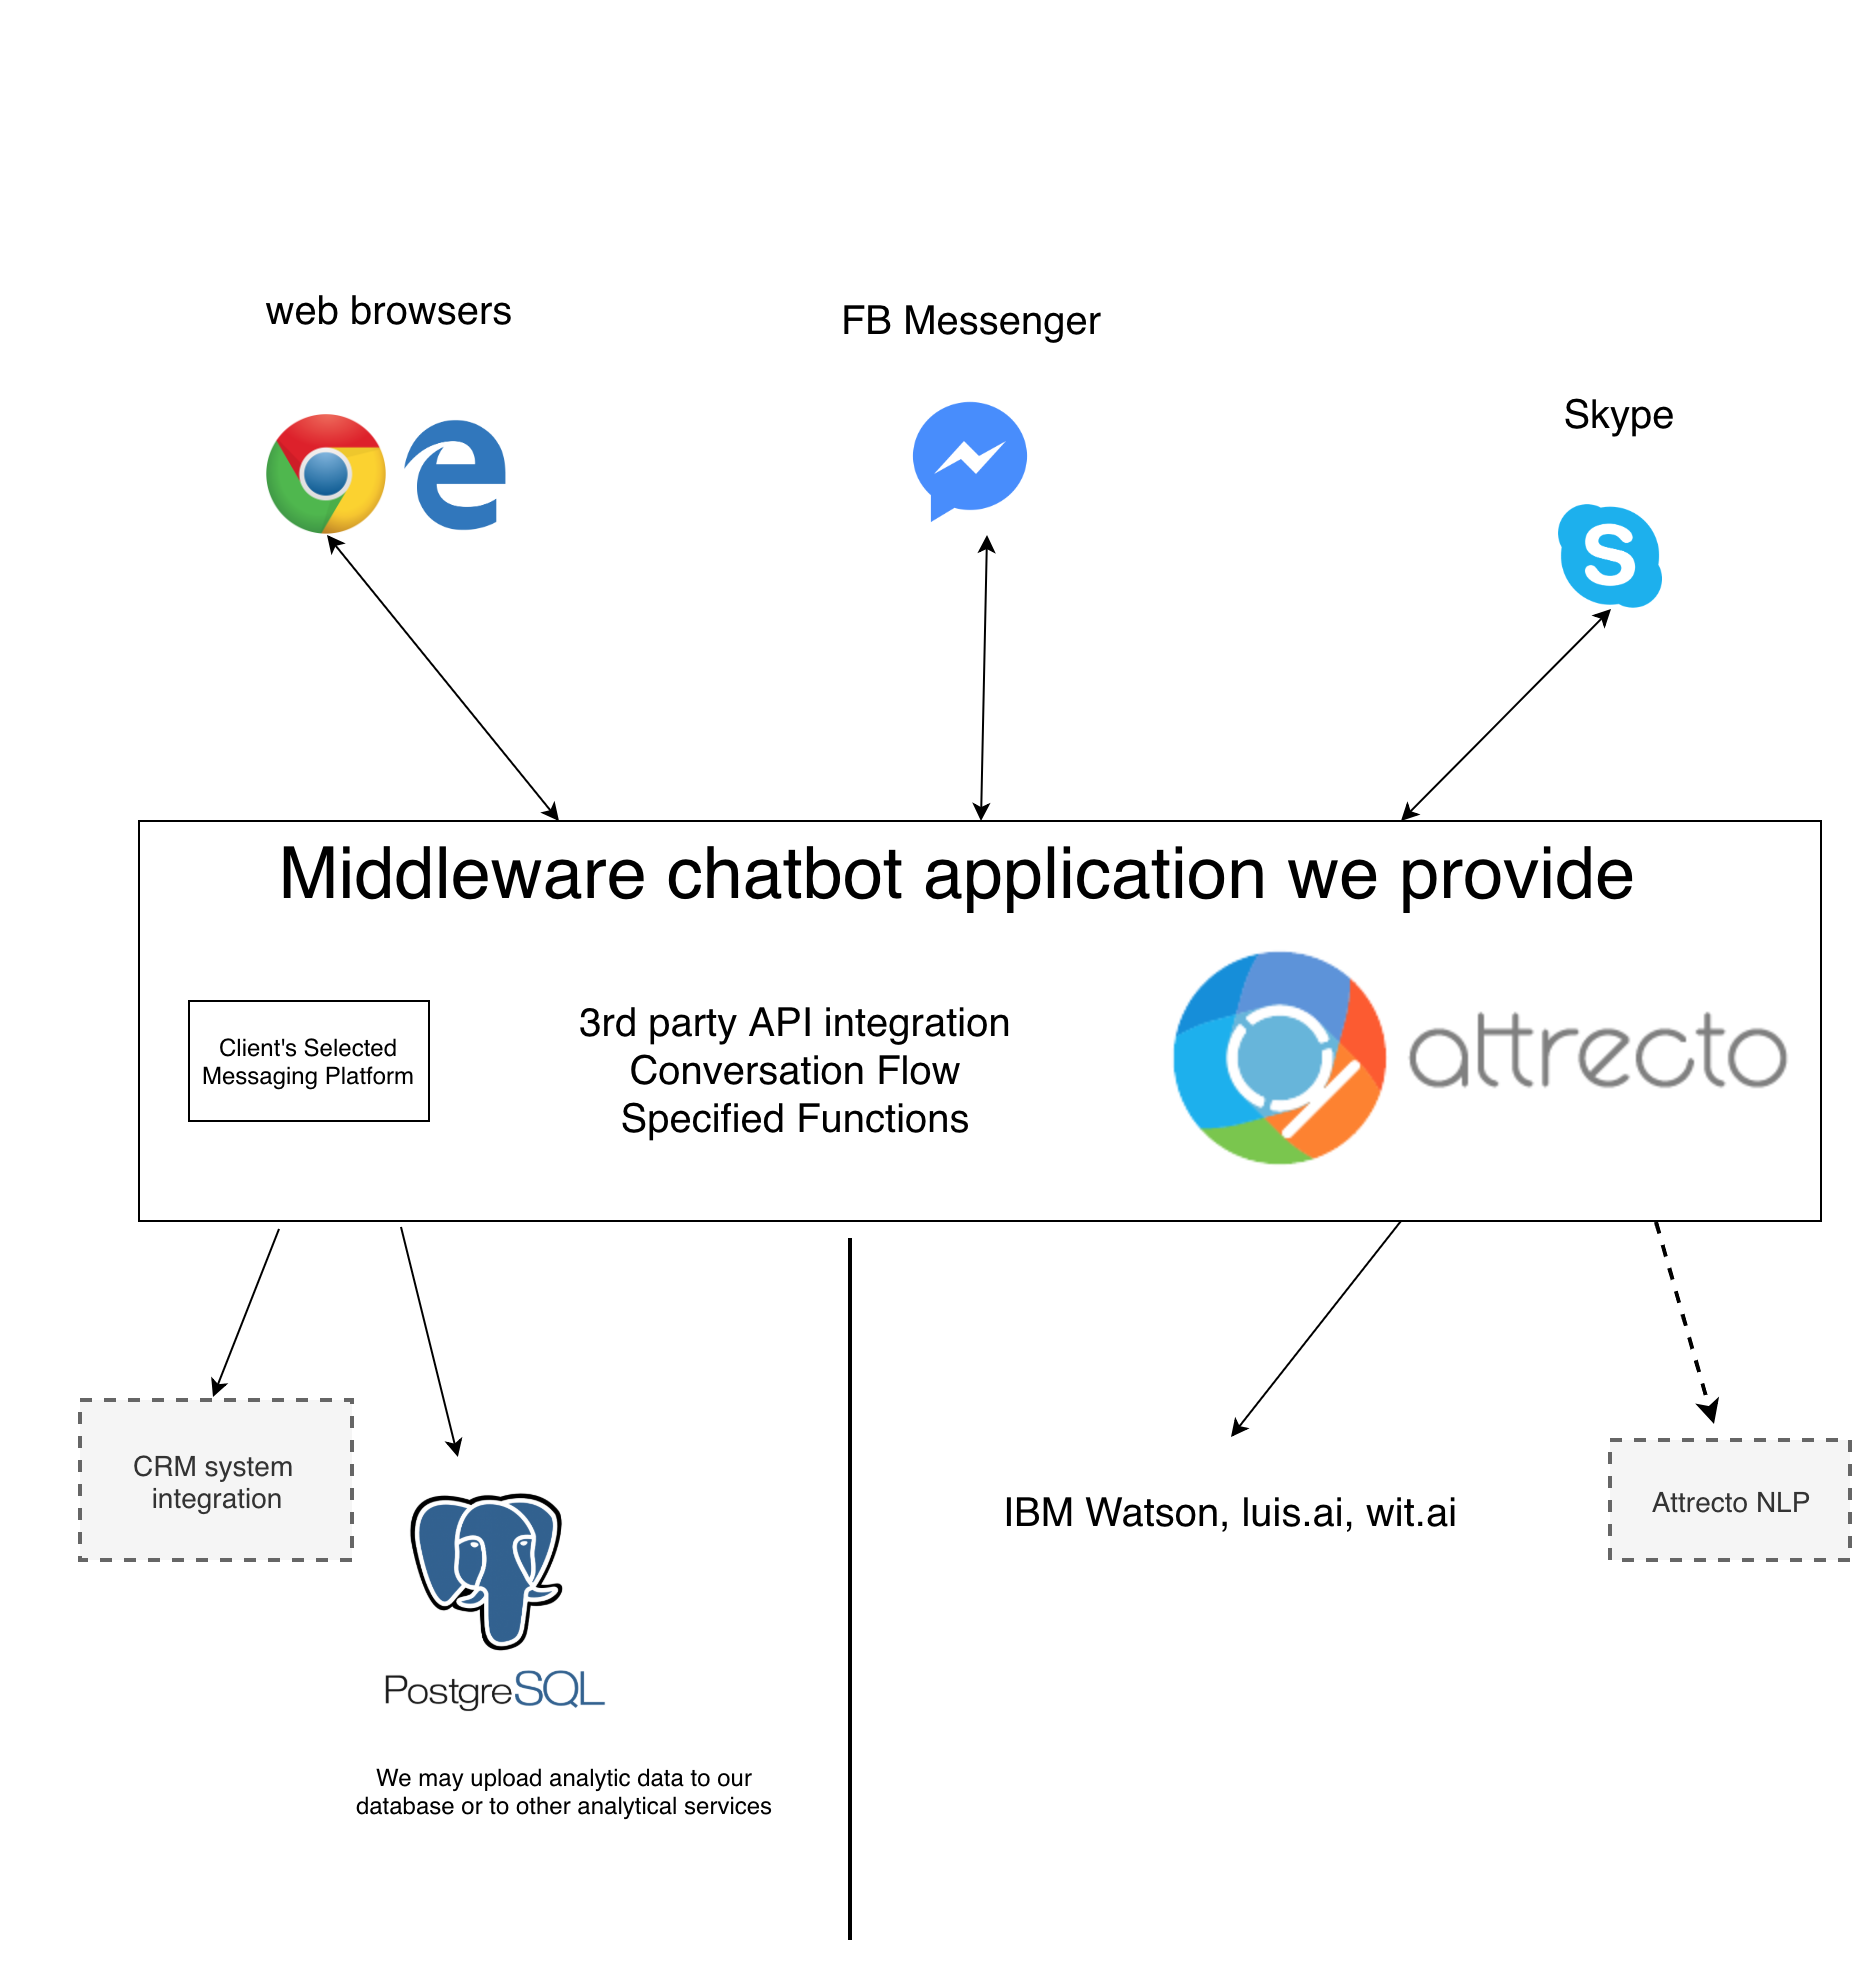 web browsers
FB Messenger
Skype
Middleware chatbot application we provide
Client's Selected
Messaging Platform
3rd party API integration
Conversation Flow
Specified Functions
attrecto
CRM system
integration
PostgreSQL
We may upload analytic data to our
database or to other analytical services
IBM Watson, luis.ai, wit.ai
Attrecto NLP